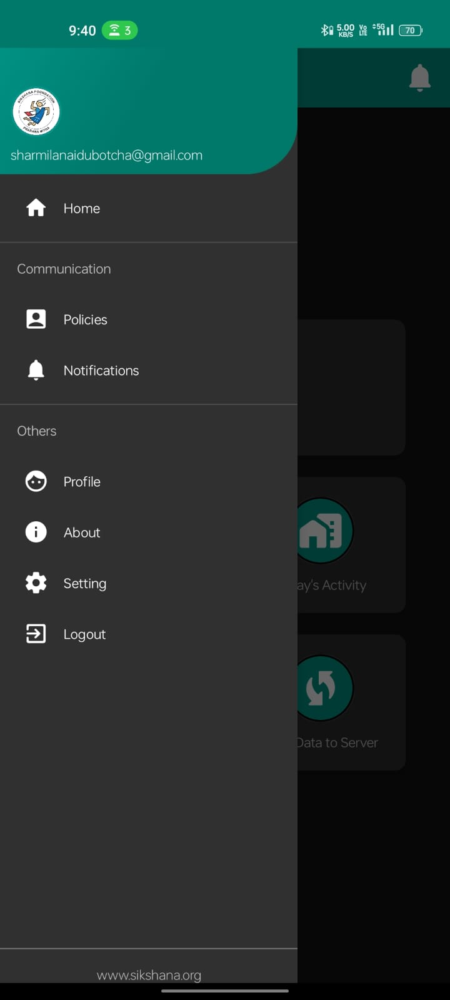 9:40 3 5.00 KB/S Vo LTE 5G 70
SIKSHANA FOUNDATION
PRERANA MITRA
sharmilanaidubotcha@gmail.com
Home
Communication
Policies
Notifications
Others
Profile
About
Setting
Logout
ay's Activity
Data to Server
www.sikshana.org